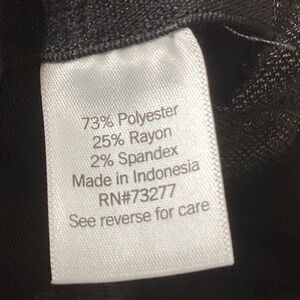 73% Polyester
25% Rayon
2% Spandex
Made in Indonesia
RN#73277
See reverse for care